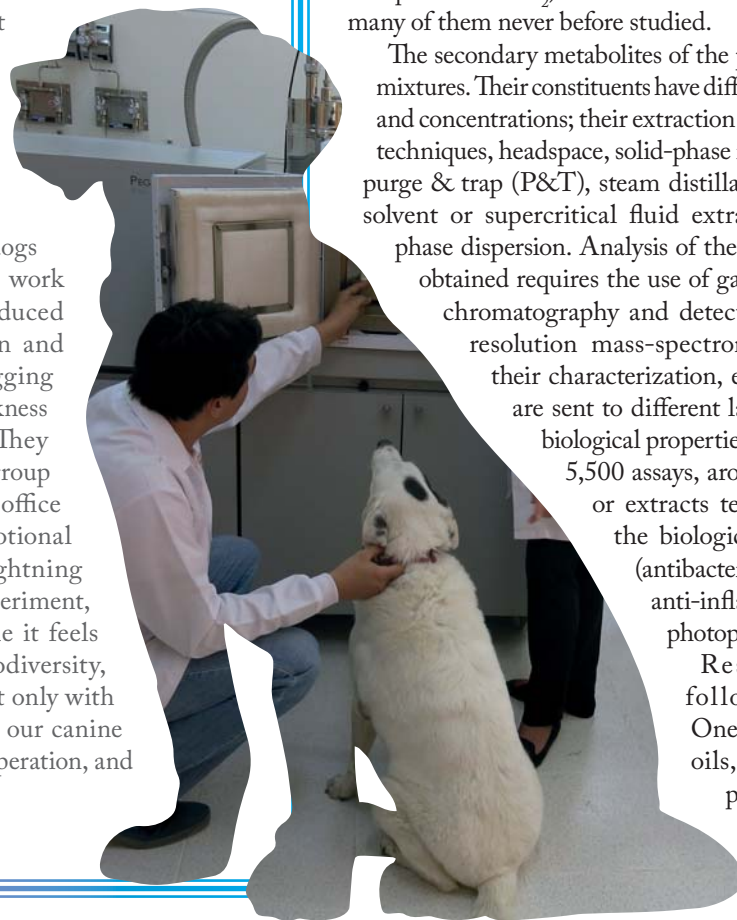 t
ogs
work
duced
n and
gging
kness
They
roup
office
otional
ghtning
eriment,
e it feels
odiversity,
t only with
our canine
peration, and
many of them never before studied.
The secondary metabolites of the
mixtures. Their constituents have diff
and concentrations; their extraction
techniques, headspace, solid-phase
purge & trap (P&T), steam distilla
solvent or supercritical fluid extra
phase dispersion. Analysis of the
obtained requires the use of ga
chromatography and detect
resolution mass-spectron
their characterization, e
are sent to different la
biological propertie
5,500 assays, aro
or extracts te
the biologic
(antibacter
anti-infl
photop
Res
follo
One
oils,
p
PEG